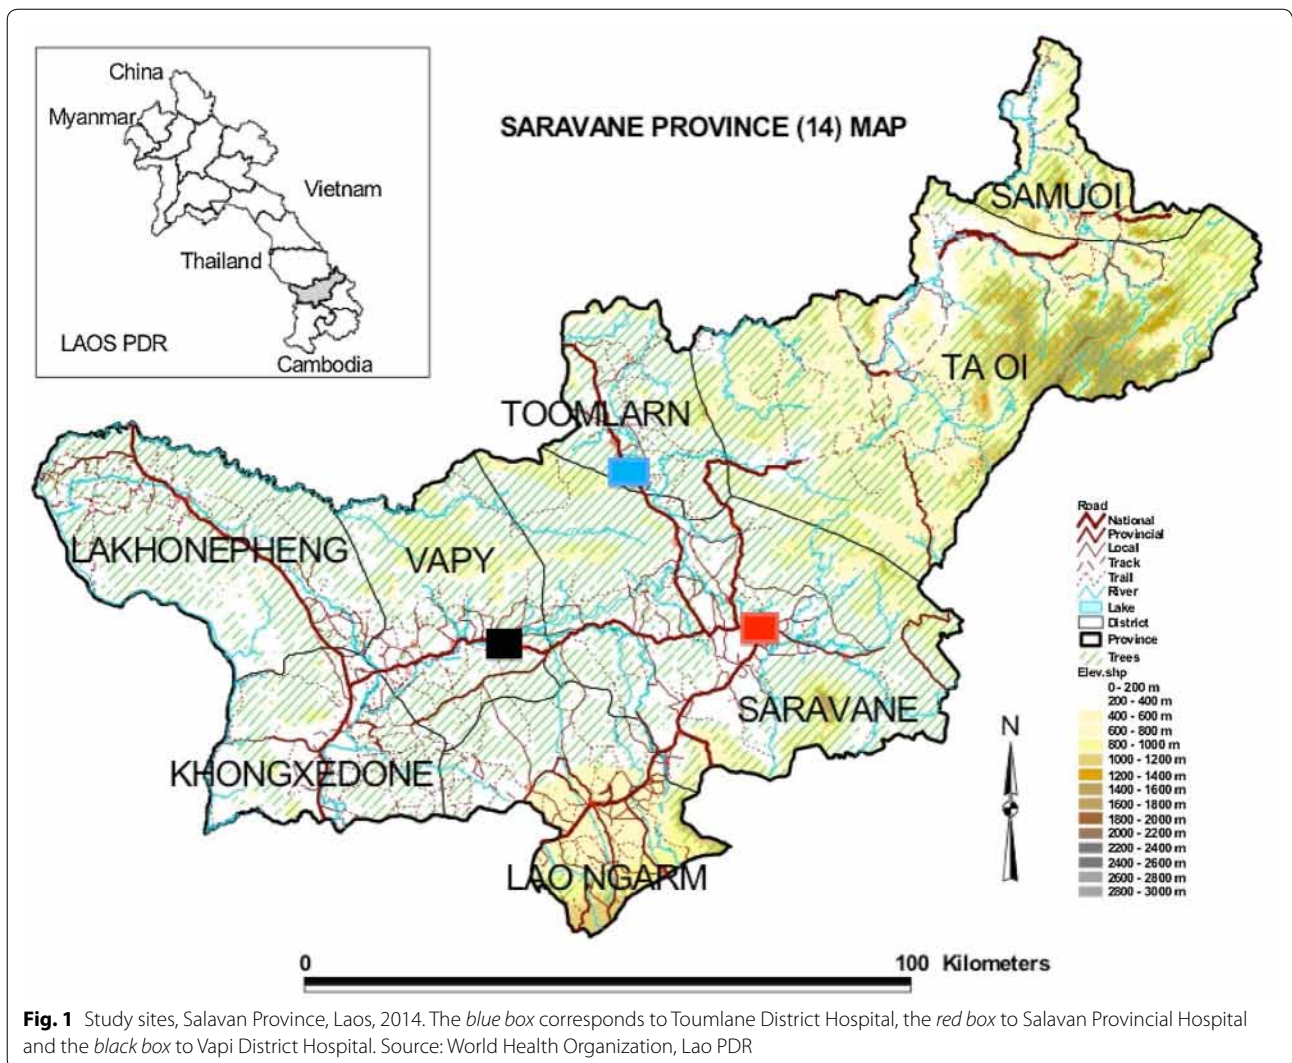 China
Myanmar
Vietnam
Thailand
LAOS PDR
Cambodia
SARAVANE PROVINCE (14) MAP
SAMUOI
TA OI
TOOMLARN
LAKHONEPHENG
VAPY
SARAVANE
KHONGXEDONE
LAO NGARM
Road
National
Provincial
Local
Track
Trail
River
Lake
District
Province
Trees
Elev.shp
0 - 200 m
200 - 400 m
400 - 600 m
600 - 800 m
800 - 1000 m
1000 - 1200 m
1200 - 1400 m
1400 - 1600 m
1600 - 1800 m
1800 - 2000 m
2000 - 2200 m
2200 - 2400 m
2400 - 2600 m
2600 - 2800 m
2800 - 3000 m
N
0 100 Kilometers
Fig. 1 Study sites, Salavan Province, Laos, 2014. The blue box corresponds to Toumlane District Hospital, the red box to Salavan Provincial Hospital
and the black box to Vapi District Hospital. Source: World Health Organization, Lao PDR